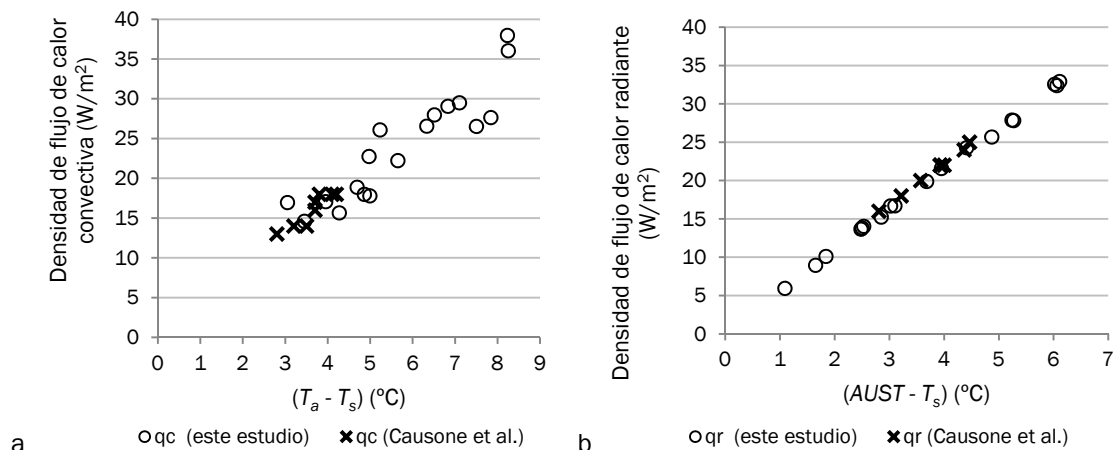 Densidad de flujo de calor
convectiva (W/m²)
40
35
30
25
20
15
10
5
0
0 1 2 3 4 5 6 7 8 9
(Ta - Ts) (ºC)
qc (este estudio) qc (Causone et al.)
a
Densidad de flujo de calor radiante
(W/m²)
40
35
30
25
20
15
10
5
0
0 1 2 3 4 5 6 7
(AUST - Ts) (ºC)
qr (este estudio) qr (Causone et al.)
b